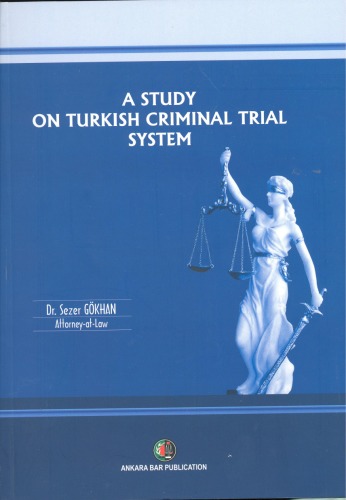 A STUDY
ON TURKISH CRIMINAL TRIAL
SYSTEM
Dr. Sezer GÖKHAN
Attorney-at-Law
ANKARA BAR PUBLICATION